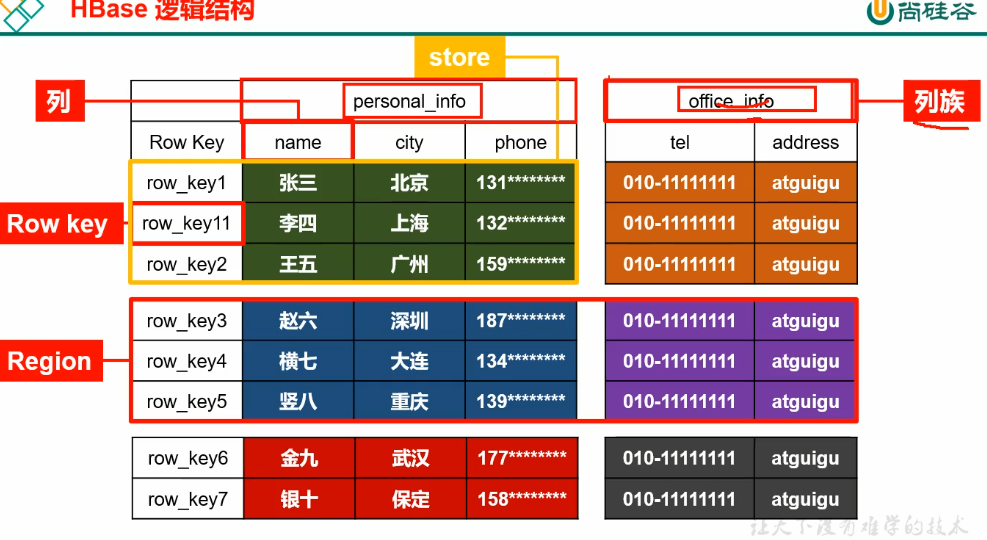 HBase 逻辑结构
尚硅谷
store
列
personal_info
office_info
列族
Row Key name city phone tel address
row_key1 张三 北京 131******** 010-11111111 atguigu
Row key
row_key11 李四 上海 132******** 010-11111111 atguigu
row_key2 王五 广州 159******** 010-11111111 atguigu
row_key3 赵六 深圳 187******** 010-11111111 atguigu
Region
row_key4 横七 大连 134******** 010-11111111 atguigu
row_key5 竖八 重庆 139******** 010-11111111 atguigu
row_key6 金九 武汉 177******** 010-11111111 atguigu
row_key7 银十 保定 158******** 010-11111111 atguigu
让天下没有难学的技术